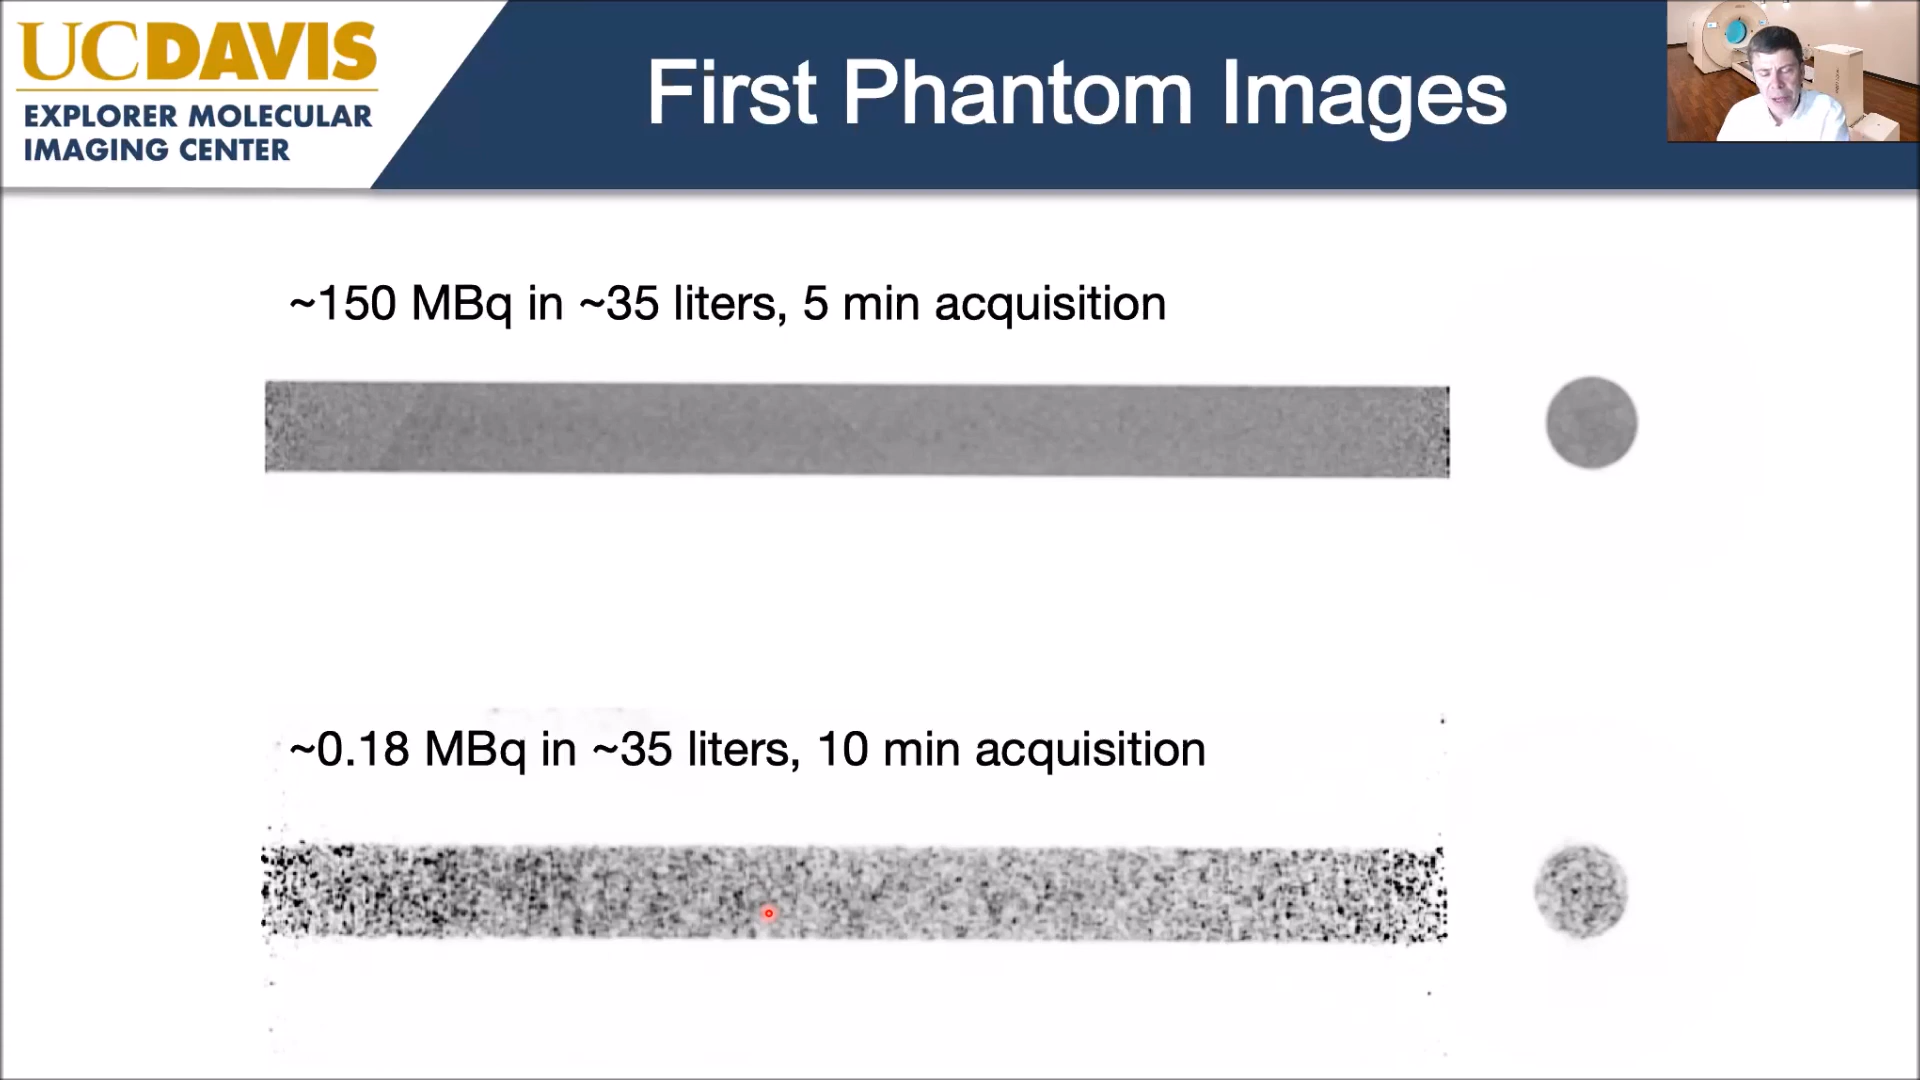 UCDAVIS
EXPLORER MOLECULAR
IMAGING CENTER
First Phantom Images
~150 MBq in ~35 liters, 5 min acquisition
~0.18 MBq in ~35 liters, 10 min acquisition